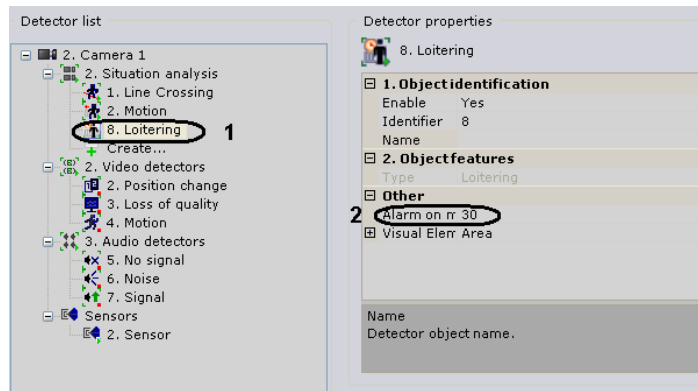 Detector list
2. Camera 1
2. Situation analysis
1. Line Crossing
2. Motion
8. Loitering
1
Create...
2. Video detectors
2. Position change
3. Loss of quality
4. Motion
3. Audio detectors
5. No signal
6. Noise
7. Signal
Sensors
2. Sensor
Detector properties
8. Loitering
1. Object identification
Enable Yes
Identifier 8
Name
2. Object features
Type Loitering
Other
2 Alarm on m 30
Visual Elem Area
Name
Detector object name.